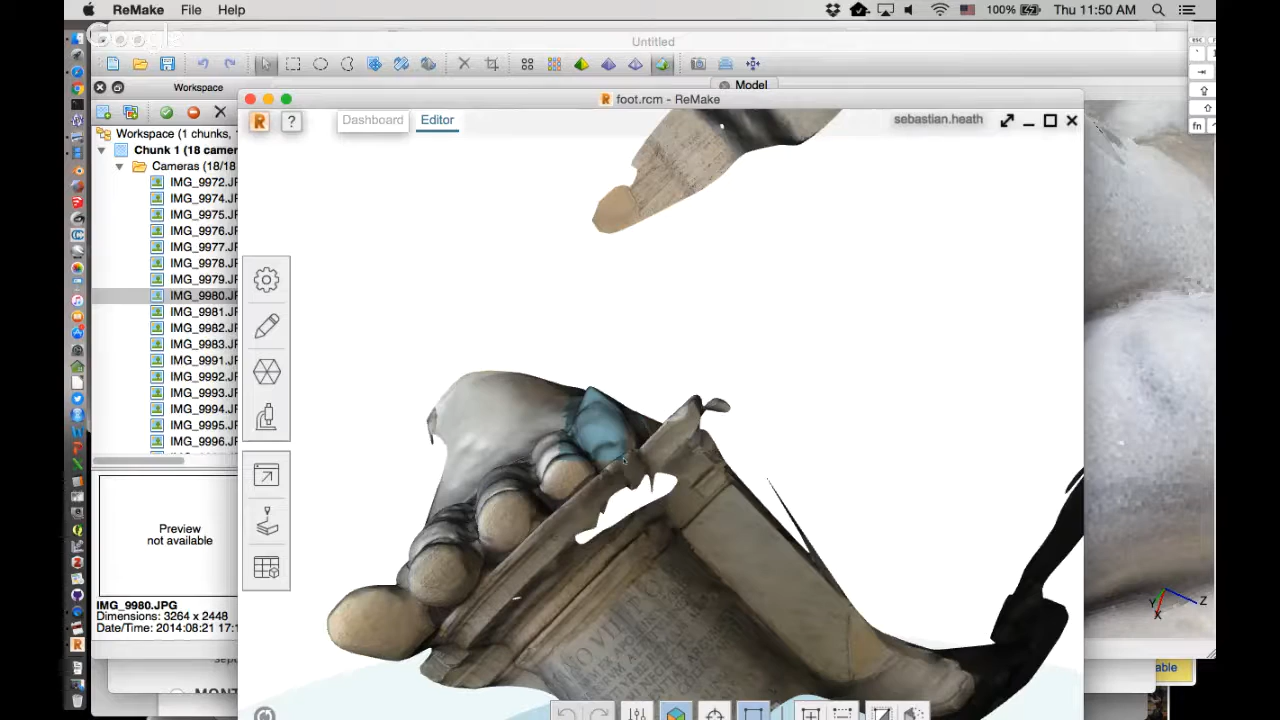 ReMake File Help 100% Thu 11:50 AM
Google
Untitled
Workspace
Model
foot.rcm - ReMake
Workspace (1 chunks,
Dashboard Editor sebastian.heath
Chunk 1 (18 camer
Cameras (18/18
IMG_9972.JF
IMG_9974.JF
IMG_9975.JF
IMG_9976.JF
IMG_9977.JF
IMG_9978.JF
IMG_9979.JF
IMG_9980.JF
IMG_9981.JF
IMG_9982.JF
IMG_9983.JF
IMG_9991.JF
IMG_9992.JF
IMG_9993.JF
IMG_9994.JF
IMG_9995.JF
IMG_9996.JF
Preview
not available
IMG_9980.JPG
Dimensions: 3264 x 2448
Date/Time: 2014:08:21 17:1
Y Z
X
esc
fn